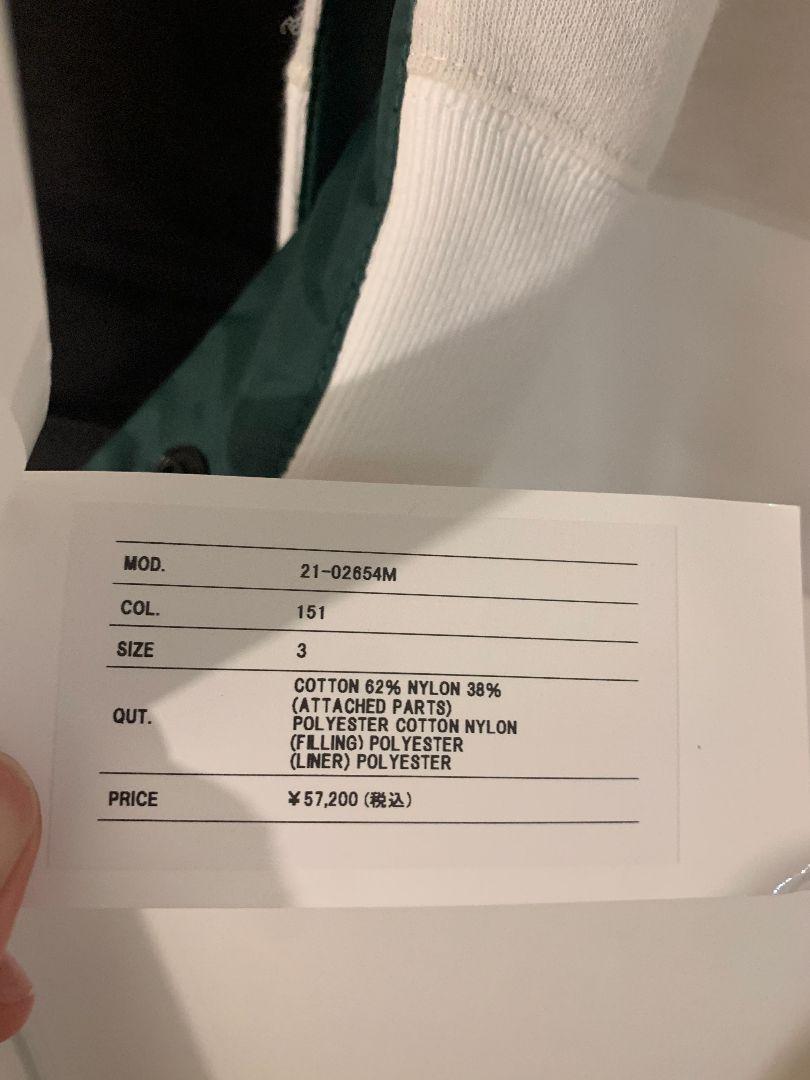 MOD. 21-02654M
COL. 151
SIZE 3
QUT. COTTON 62% NYLON 38%
(ATTACHED PARTS)
POLYESTER COTTON NYLON
(FILLING) POLYESTER
(LINER) POLYESTER
PRICE ¥57,200 (税込)